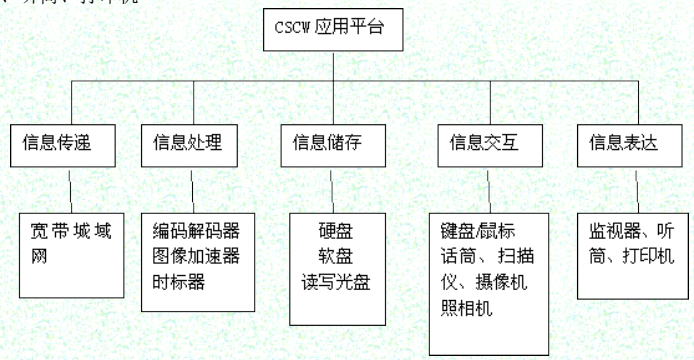 CSCW应用平台
信息传递
信息处理
信息储存
信息交互
信息表达
宽带城域
网
编码解码器
图像加速器
时标器
硬盘
软盘
读写光盘
键盘/鼠标
话筒、扫描
仪、摄像机
照相机
监视器、听
筒、打印机